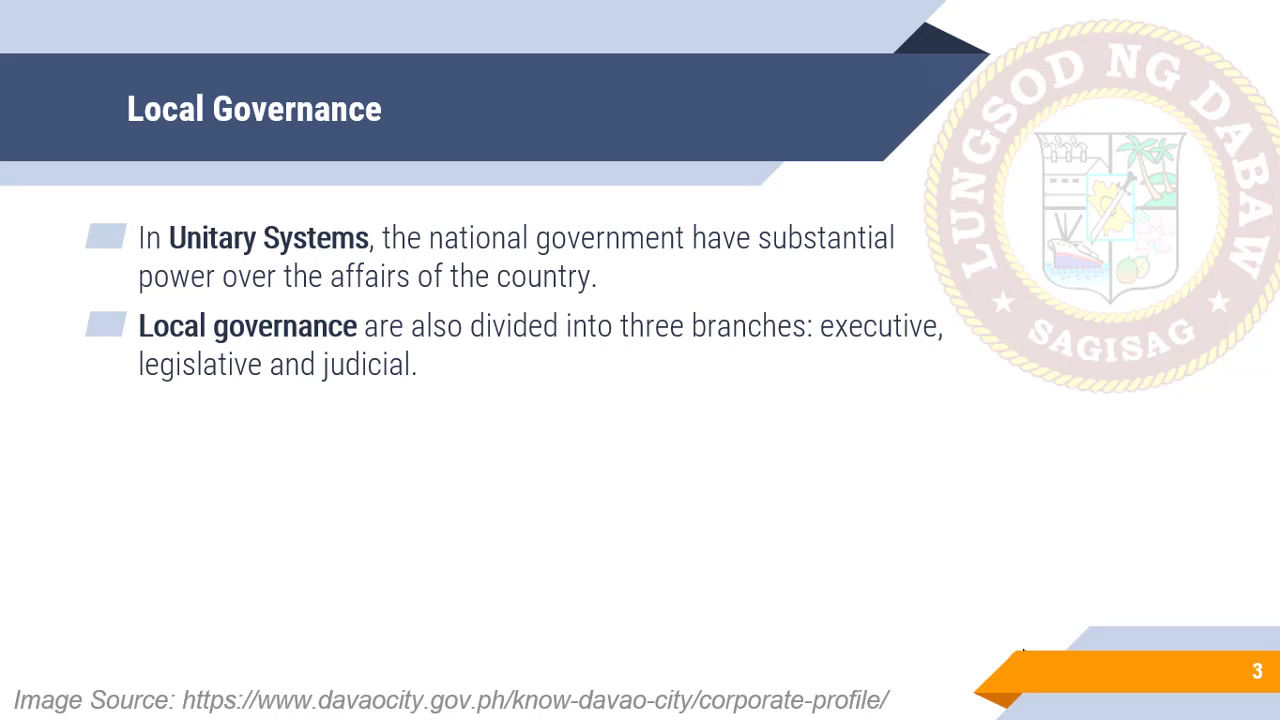 Local Governance
LUNGSOD NG DABAW
SAGISAG
In Unitary Systems, the national government have substantial
power over the affairs of the country.
Local governance are also divided into three branches: executive,
legislative and judicial.
3
Image Source: https://www.davaocity.gov.ph/know-davao-city/corporate-profile/